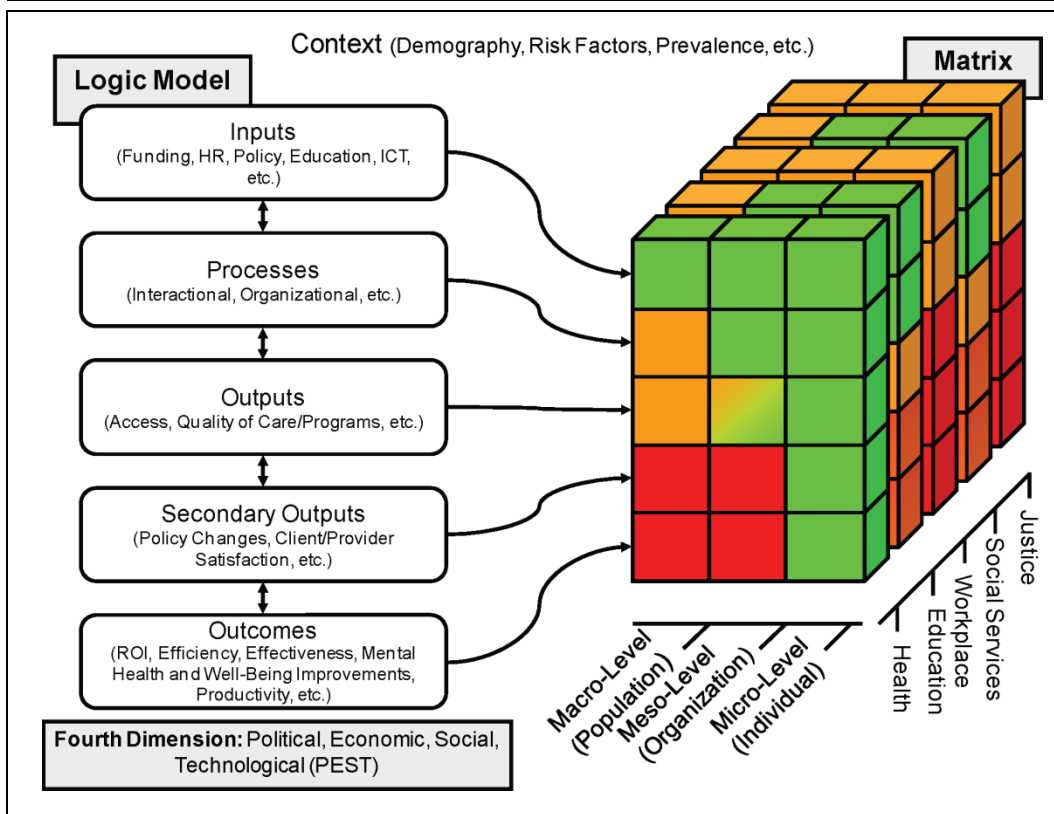 Context (Demography, Risk Factors, Prevalence, etc.)
Logic Model
Matrix
Inputs
(Funding, HR, Policy, Education, ICT,
etc.)
Processes
(Interactional, Organizational, etc.)
Outputs
(Access, Quality of Care/Programs, etc.)
Secondary Outputs
(Policy Changes, Client/Provider
Satisfaction, etc.)
Outcomes
(ROI, Efficiency, Effectiveness, Mental
Health and Well-Being Improvements,
Productivity, etc.)
Fourth Dimension: Political, Economic, Social,
Technological (PEST)
Macro-Level
(Population)
Meso-Level
(Organization)
Micro-Level
(Individual)
Health
Education
Workplace
Social Services
Justice